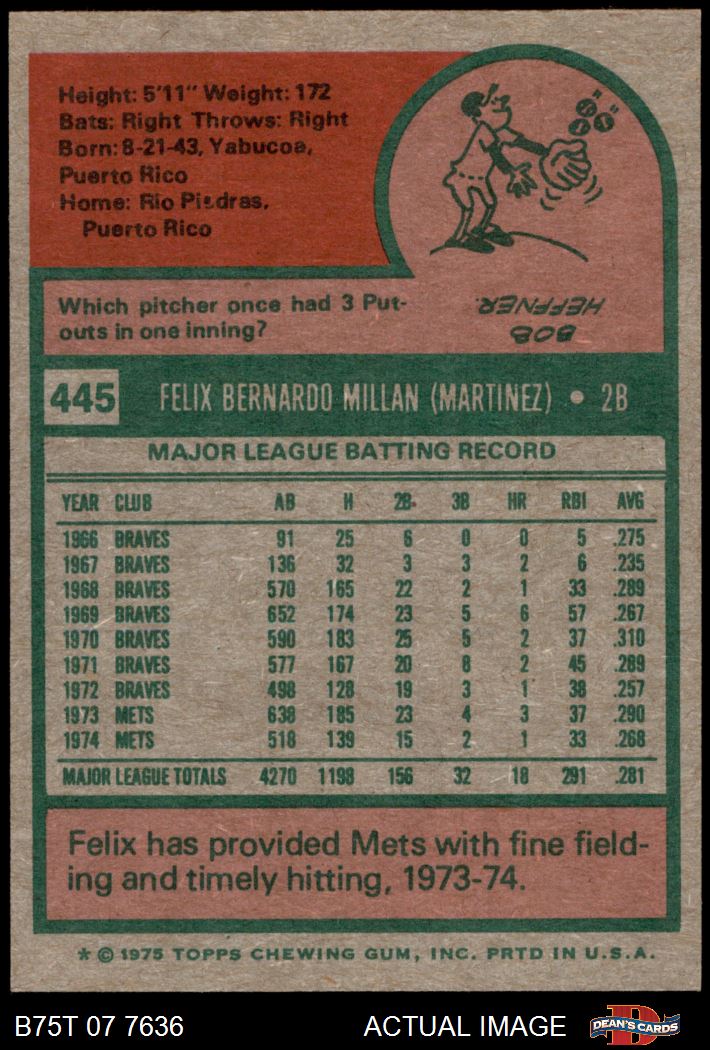 Height: 5'11" Weight: 172
Bats: Right Throws: Right
Born: 8-21-43, Yabucoa,
Puerto Rico
Home: Rio Piedras,
Puerto Rico
Which pitcher once had 3 Put-
outs in one inning?
BOB
HEFFNER.
445 FELIX BERNARDO MILLAN (MARTINEZ) • 2B
MAJOR LEAGUE BATTING RECORD
YEAR CLUB AB H 2B 3B HR RBI AVG
1966 BRAVES 91 25 6 0 0 5 .275
1967 BRAVES 136 32 3 3 2 6 .235
1968 BRAVES 570 165 22 2 1 33 .289
1969 BRAVES 652 174 23 5 6 57 .267
1970 BRAVES 590 183 25 5 2 37 .310
1971 BRAVES 577 167 20 8 2 45 .289
1972 BRAVES 498 128 19 3 1 38 .257
1973 METS 638 185 23 4 3 37 .290
1974 METS 518 139 15 2 1 33 .268
MAJOR LEAGUE TOTALS 4270 1198 156 32 18 291 .281
Felix has provided Mets with fine field-
ing and timely hitting, 1973-74.
* © 1975 TOPPS CHEWING GUM, INC. PRTD IN U.S.A.
B75T 07 7636 ACTUAL IMAGE DEAN'S CARDS